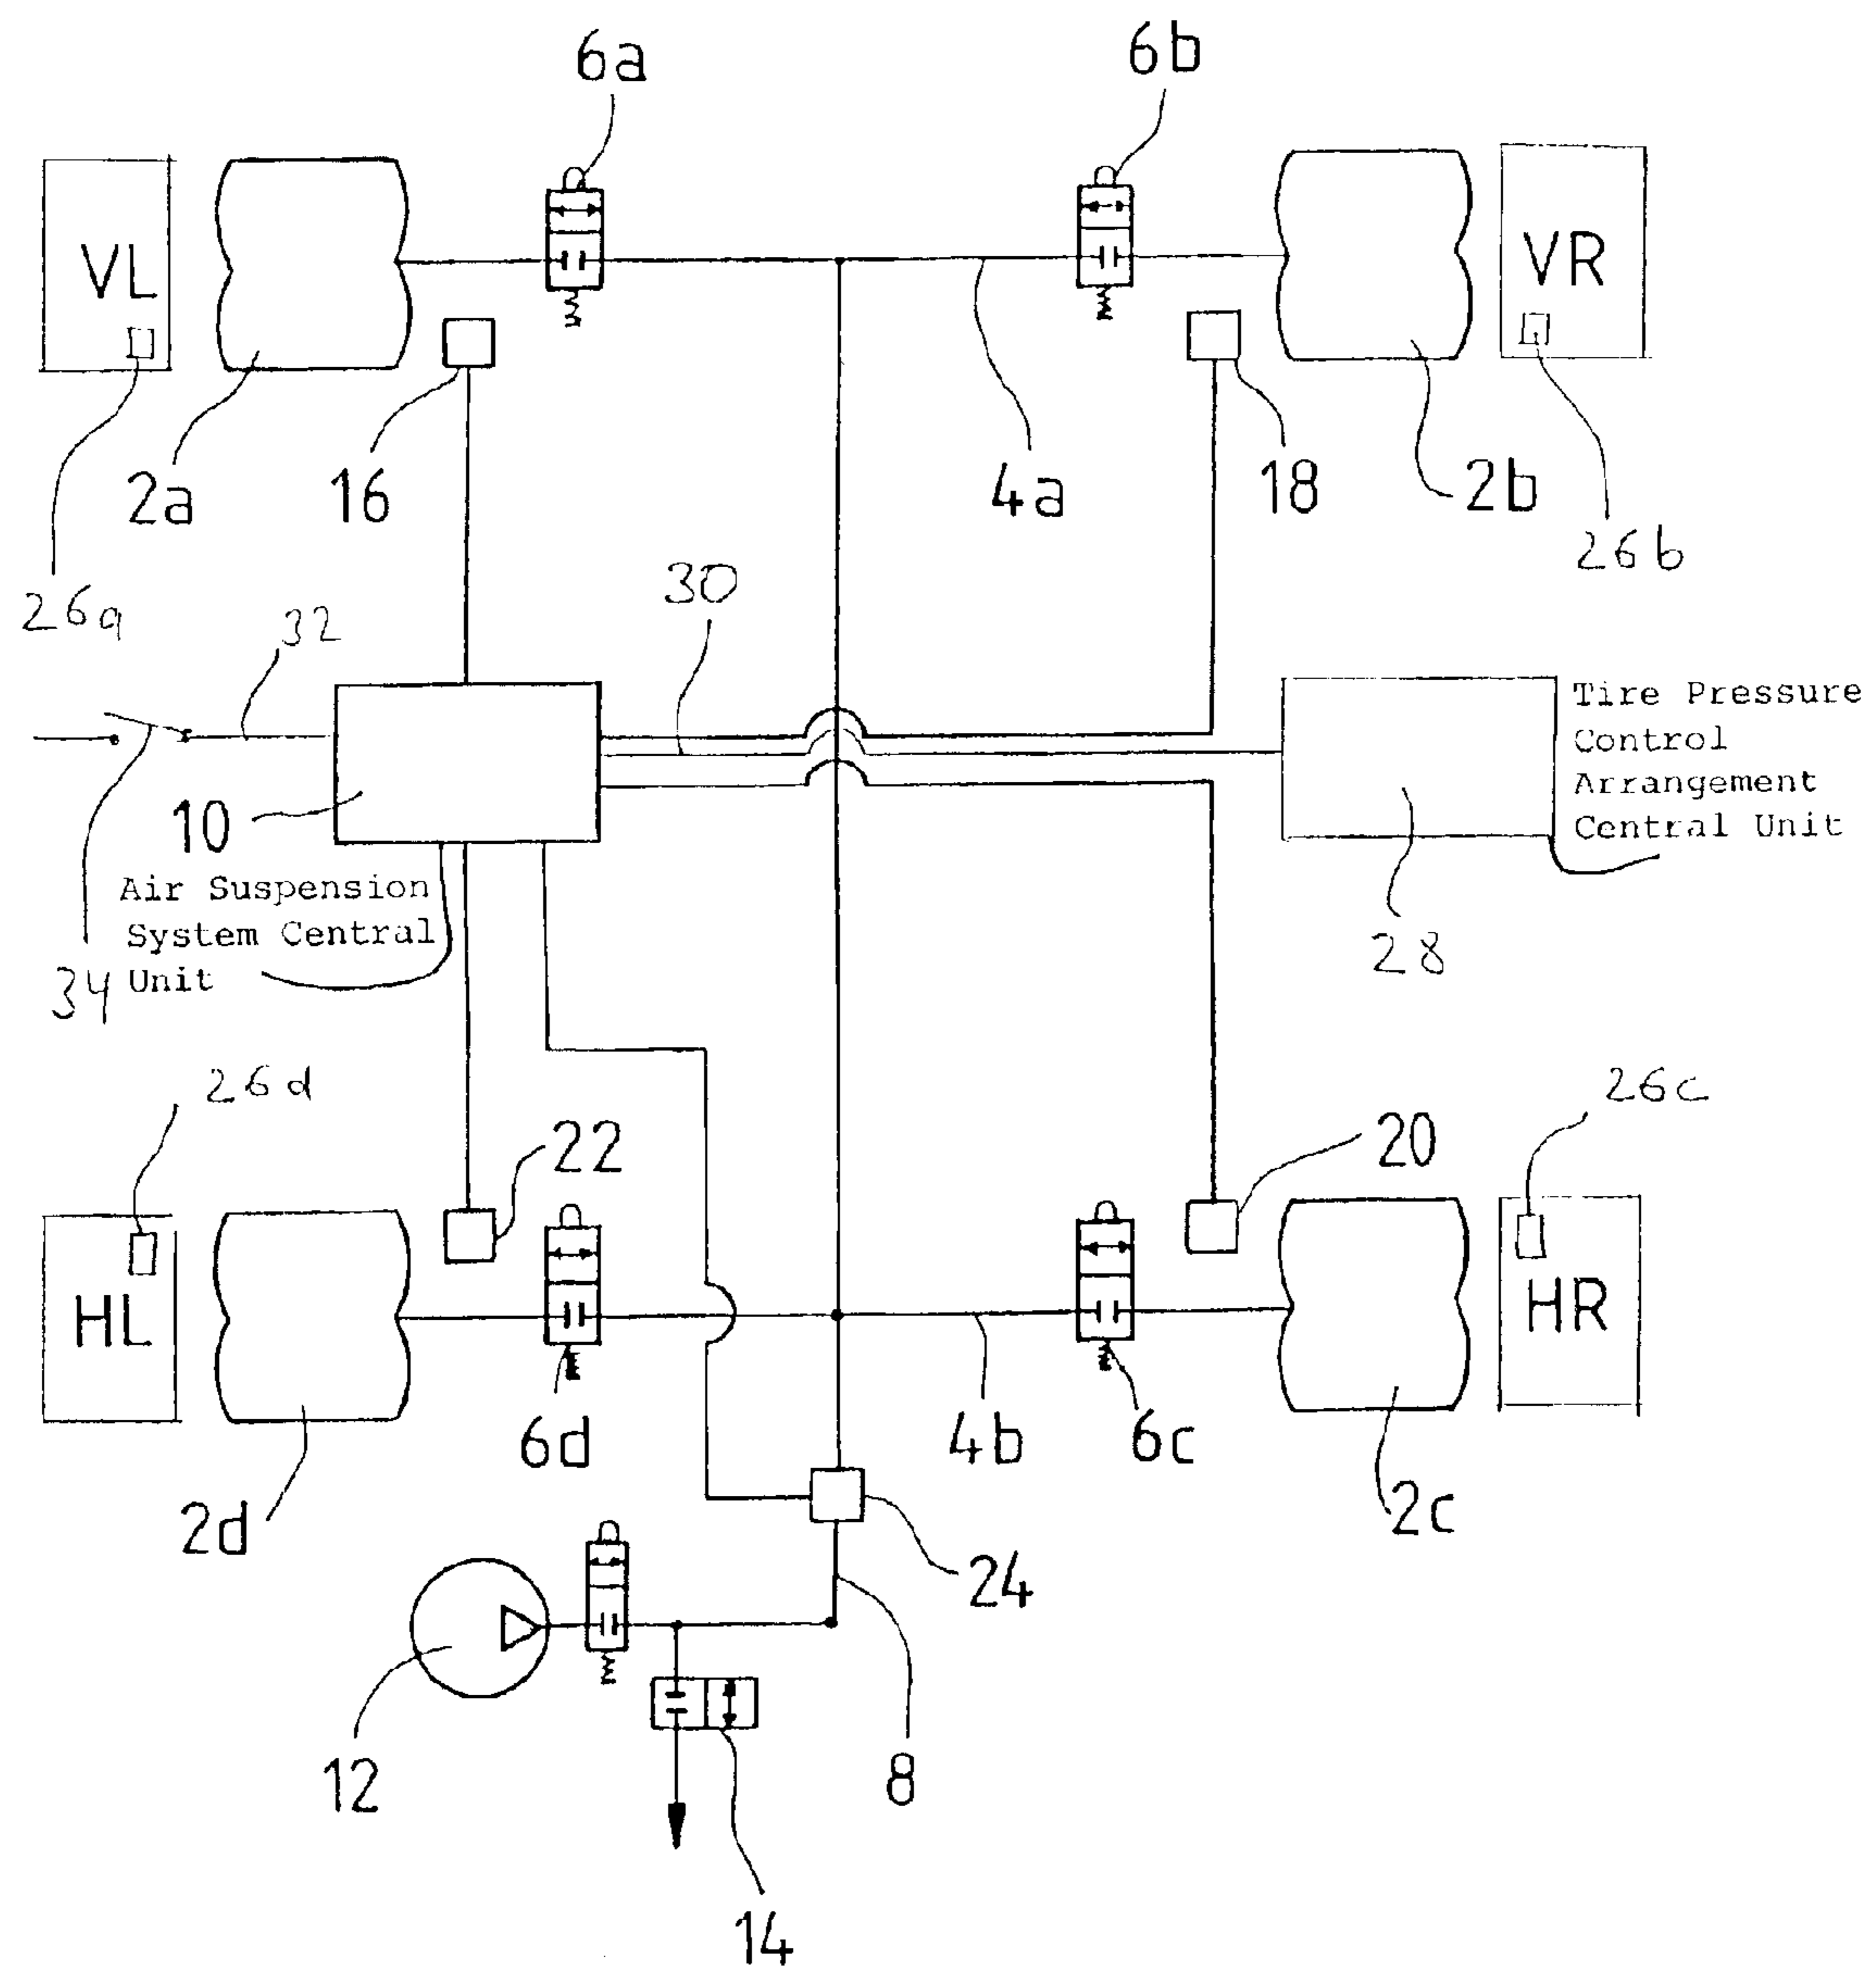 6a
6b
VL
VR
2a
16
4a
18
2b
26a
26b
30
32
10
Tire Pressure
Control
Arrangement
Central Unit
Air Suspension
System Central
Unit
34
28
26d
26c
22
20
HL
HR
6d
4b
6c
2d
2c
24
12
8
14